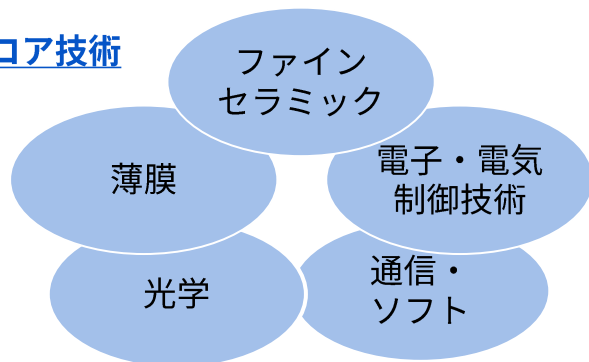 コア技術
ファイン
セラミック
薄膜
電子・電気
制御技術
光学
通信・
ソフト